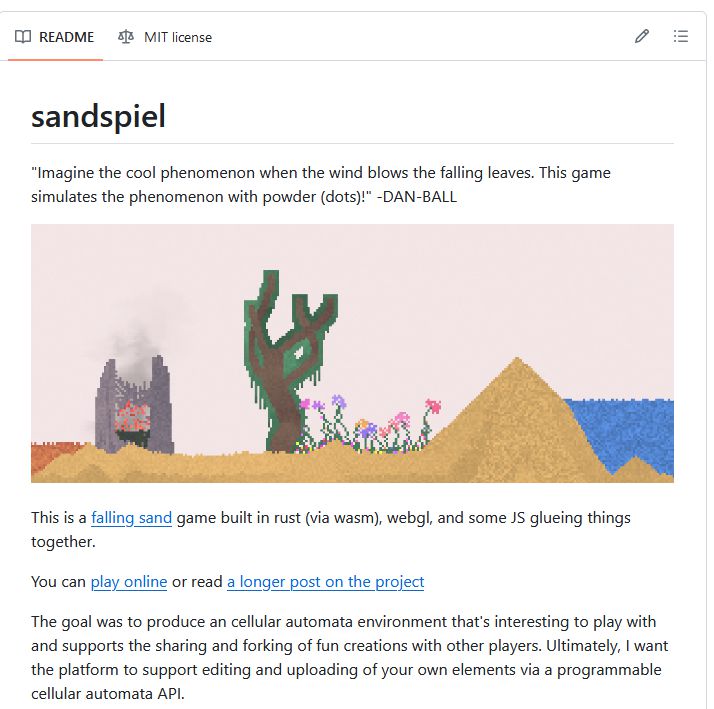 README
MIT license
sandspiel
"Imagine the cool phenomenon when the wind blows the falling leaves. This game
simulates the phenomenon with powder (dots)!" -DAN-BALL
This is a falling sand game built in rust (via wasm), webgl, and some JS glueing things
together.
You can play online or read a longer post on the project
The goal was to produce an cellular automata environment that's interesting to play with
and supports the sharing and forking of fun creations with other players. Ultimately, I want
the platform to support editing and uploading of your own elements via a programmable
cellular automata API.